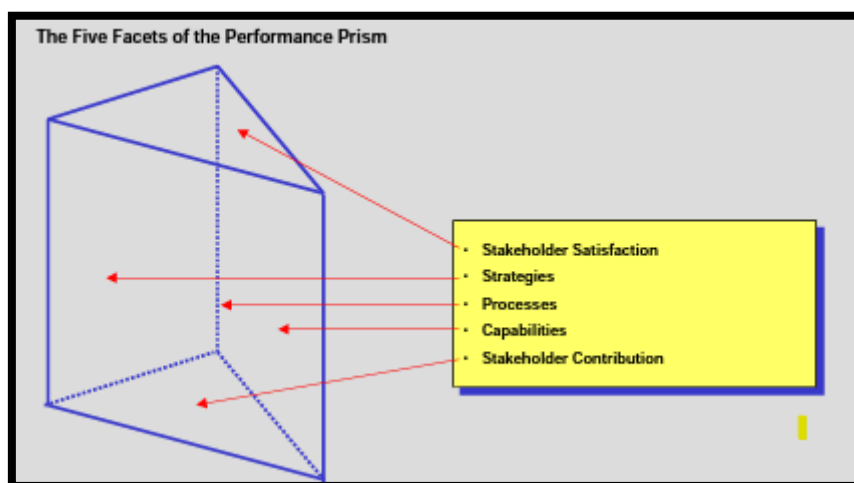 The Five Facets of the Performance Prism
• Stakeholder Satisfaction
• Strategies
• Processes
• Capabilities
• Stakeholder Contribution